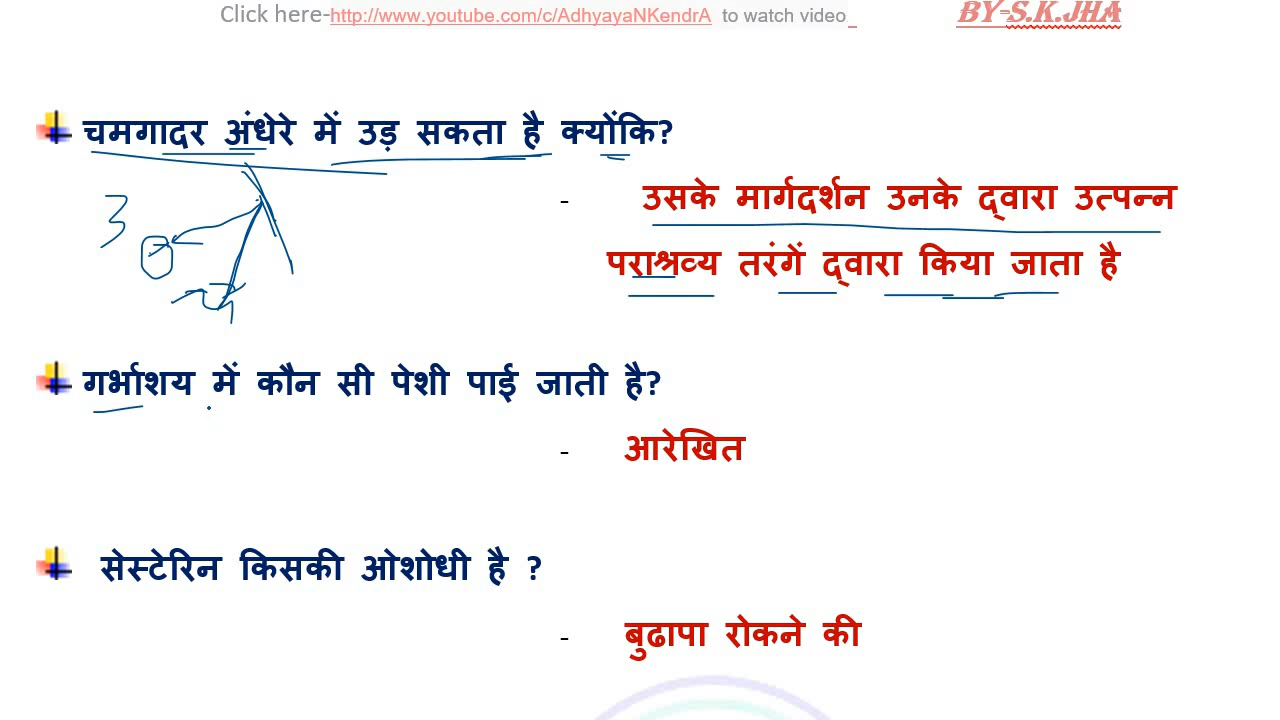 Click here-http://www.youtube.com/c/AdhyayaNKendrA to watch video
BY-S.K.JHA
चमगादर अंधेरे में उड़ सकता है क्योंकि?
- उसके मार्गदर्शन उनके द्वारा उत्पन्न
पराश्रव्य तरंगें द्वारा किया जाता है
3
गर्भाशय में कौन सी पेशी पाई जाती है?
- आरेखित
सेस्टेरिन किसकी ओशोधी है ?
- बुढापा रोकने की